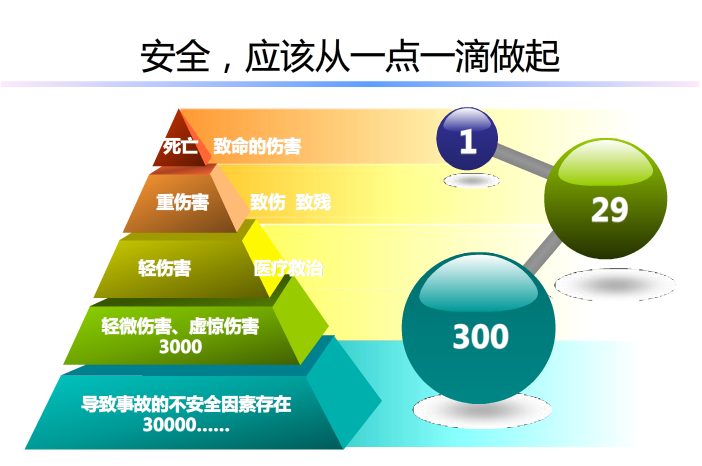 安全，应该从一点一滴做起
死亡 致命的伤害
1
重伤害 致伤 致残
29
轻伤害 医疗救治
轻微伤害、虚惊伤害
3000
300
导致事故的不安全因素存在
30000……